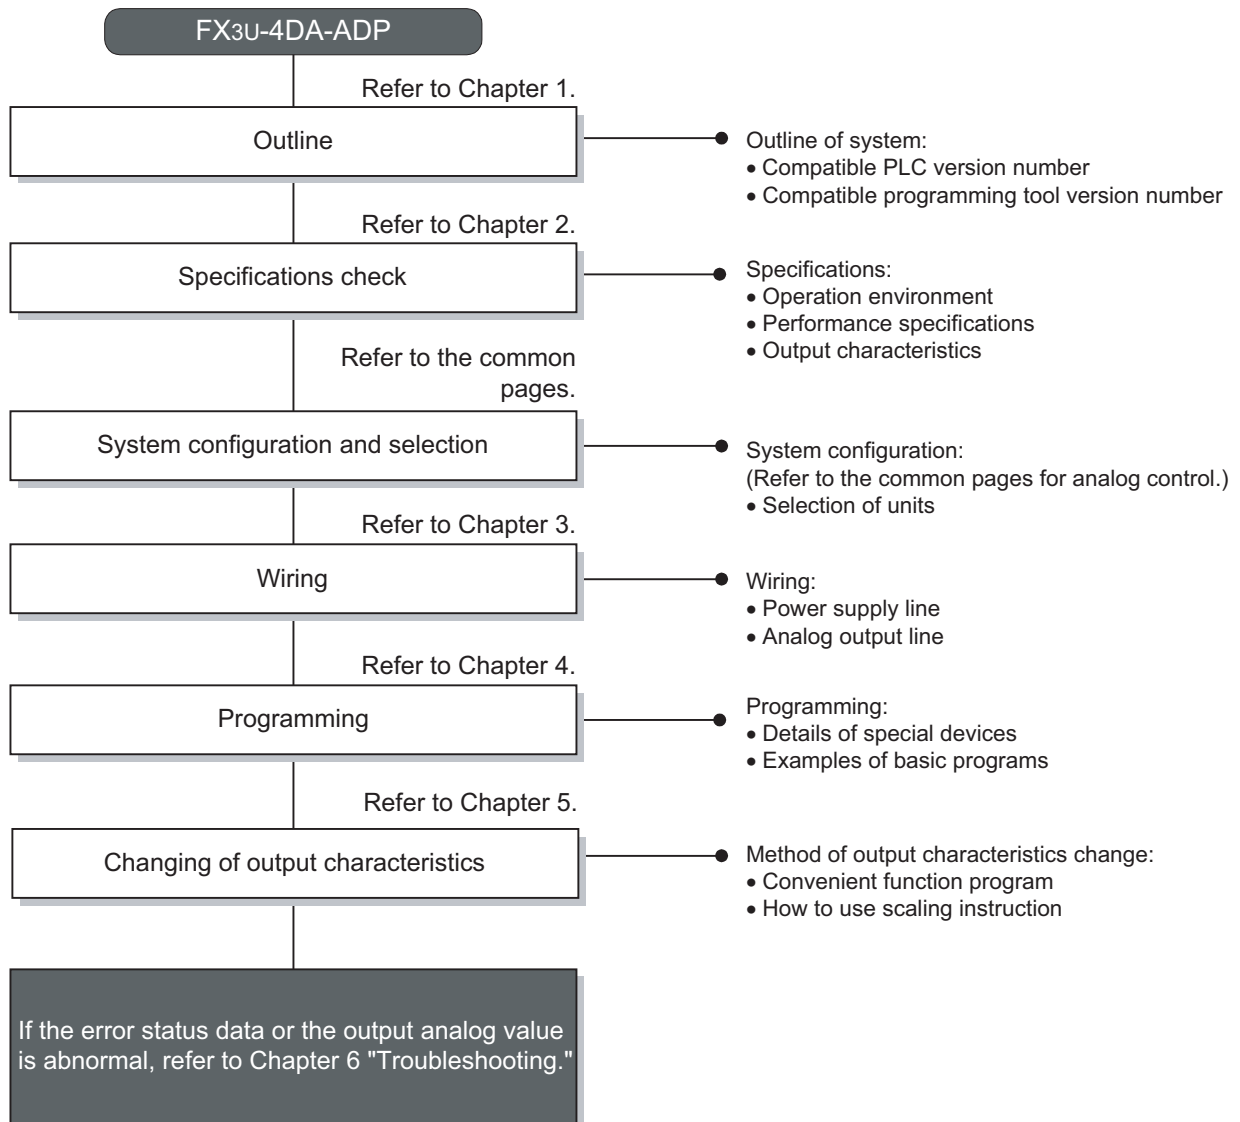 FX3U-4DA-ADP
Refer to Chapter 1.
Outline
Outline of system:
• Compatible PLC version number
• Compatible programming tool version number
Refer to Chapter 2.
Specifications check
Specifications:
• Operation environment
• Performance specifications
• Output characteristics
Refer to the common
pages.
System configuration and selection
System configuration:
(Refer to the common pages for analog control.)
• Selection of units
Refer to Chapter 3.
Wiring
Wiring:
• Power supply line
• Analog output line
Refer to Chapter 4.
Programming
Programming:
• Details of special devices
• Examples of basic programs
Refer to Chapter 5.
Changing of output characteristics
Method of output characteristics change:
• Convenient function program
• How to use scaling instruction
If the error status data or the output analog value
is abnormal, refer to Chapter 6 "Troubleshooting."